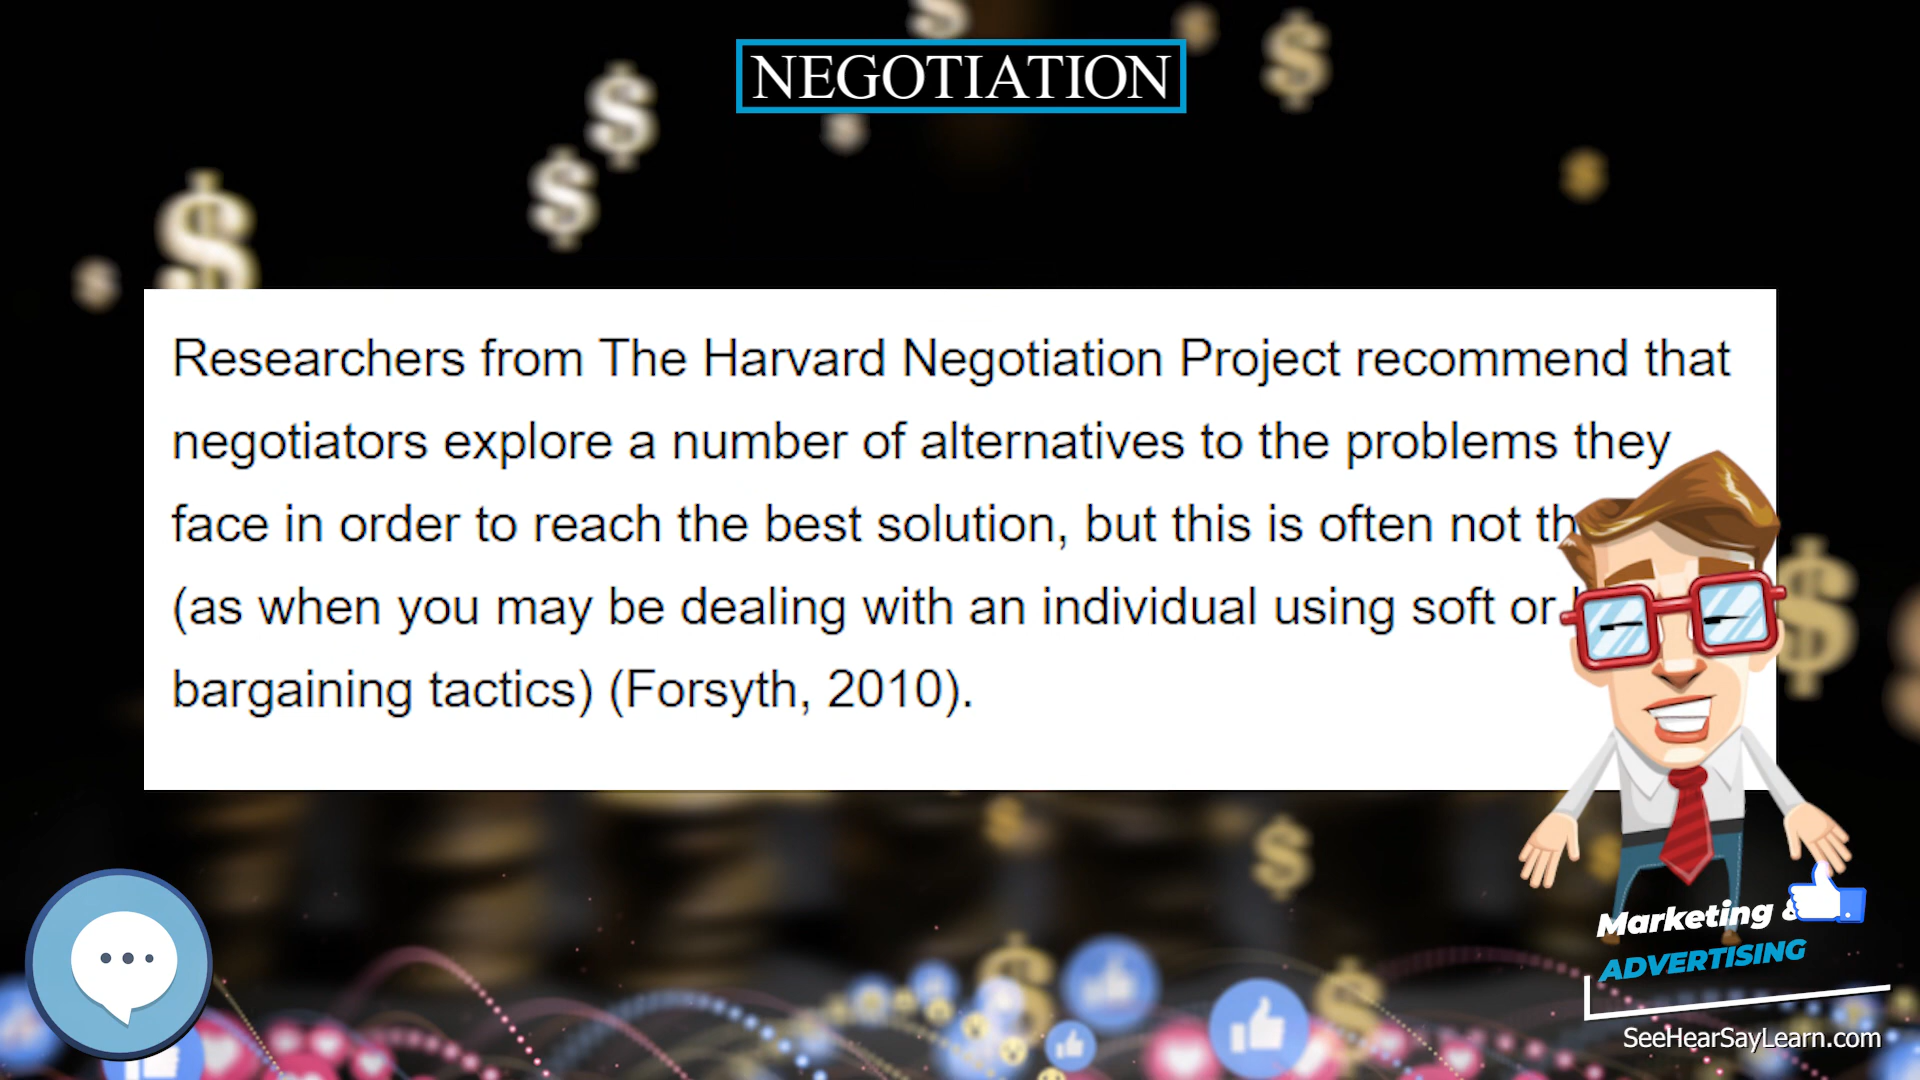 NEGOTIATION
Researchers from The Harvard Negotiation Project recommend that
negotiators explore a number of alternatives to the problems they
face in order to reach the best solution, but this is often not
(as when you may be dealing with an individual using soft or
bargaining tactics) (Forsyth, 2010).
Marketing &
ADVERTISING
SeeHearSayLearn.com